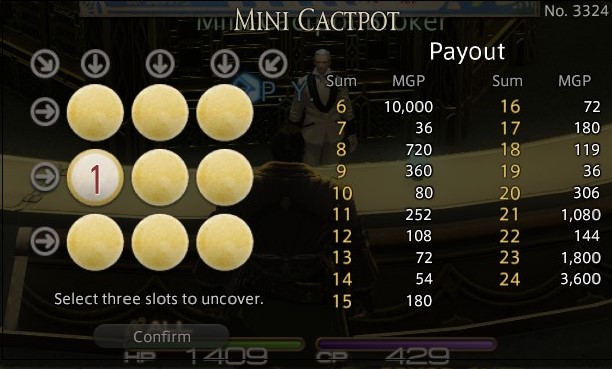 No. 3324
MINI CACTPOT
Payout
Sum MGP Sum MGP
6 10,000 16 72
7 36 17 180
8 720 18 119
9 360 19 36
10 80 20 306
11 252 21 1,080
12 108 22 144
13 72 23 1,800
14 54 24 3,600
15 180
1
Select three slots to uncover.
Confirm
HP 1409 CP 429